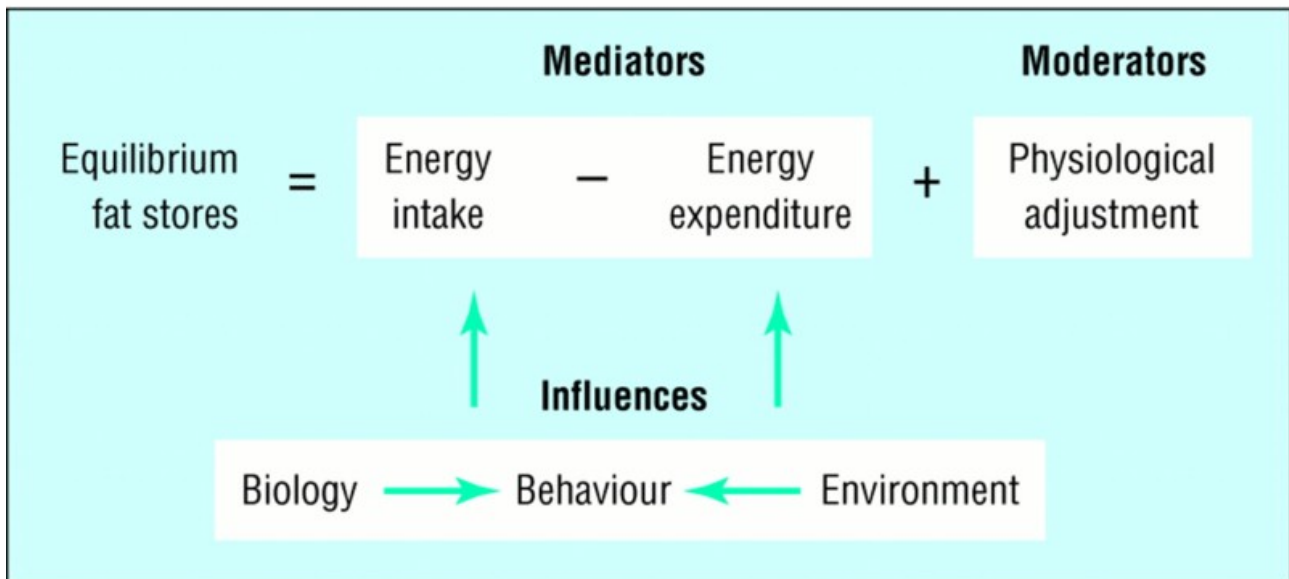 Mediators Moderators
Equilibrium = Energy – Energy + Physiological
fat stores intake expenditure adjustment
Influences
Biology Behaviour Environment